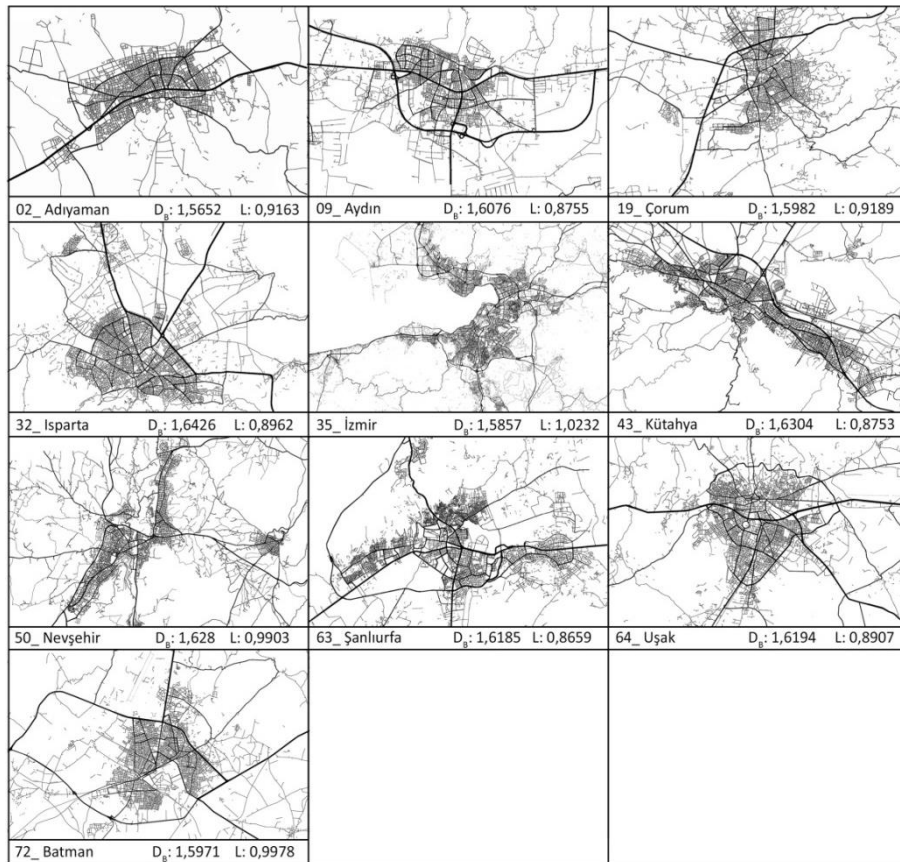 02_ Adıyaman D_B: 1,5652 L: 0,9163
09_ Aydın D_B: 1,6076 L: 0,8755
19_ Çorum D_B: 1,5982 L: 0,9189
32_ Isparta D_B: 1,6426 L: 0,8962
35_ İzmir D_B: 1,5857 L: 1,0232
43_ Kütahya D_B: 1,6304 L: 0,8753
50_ Nevşehir D_B: 1,628 L: 0,9903
63_ Şanlıurfa D_B: 1,6185 L: 0,8659
64_ Uşak D_B: 1,6194 L: 0,8907
72_ Batman D_B: 1,5971 L: 0,9978